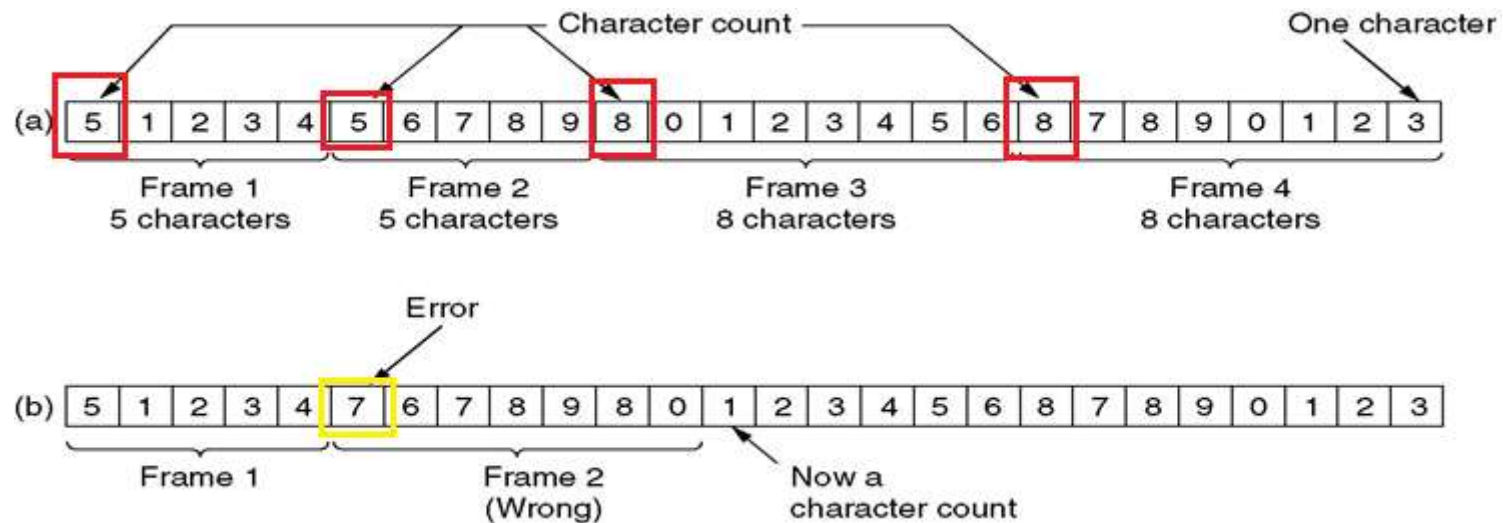 Character count
One character
(a) 5 1 2 3 4 5 6 7 8 9 8 0 1 2 3 4 5 6 8 7 8 9 0 1 2 3
Frame 1
5 characters
Frame 2
5 characters
Frame 3
8 characters
Frame 4
8 characters
Error
(b) 5 1 2 3 4 7 6 7 8 9 8 0 1 2 3 4 5 6 8 7 8 9 0 1 2 3
Frame 1
Frame 2
(Wrong)
Now a
character count